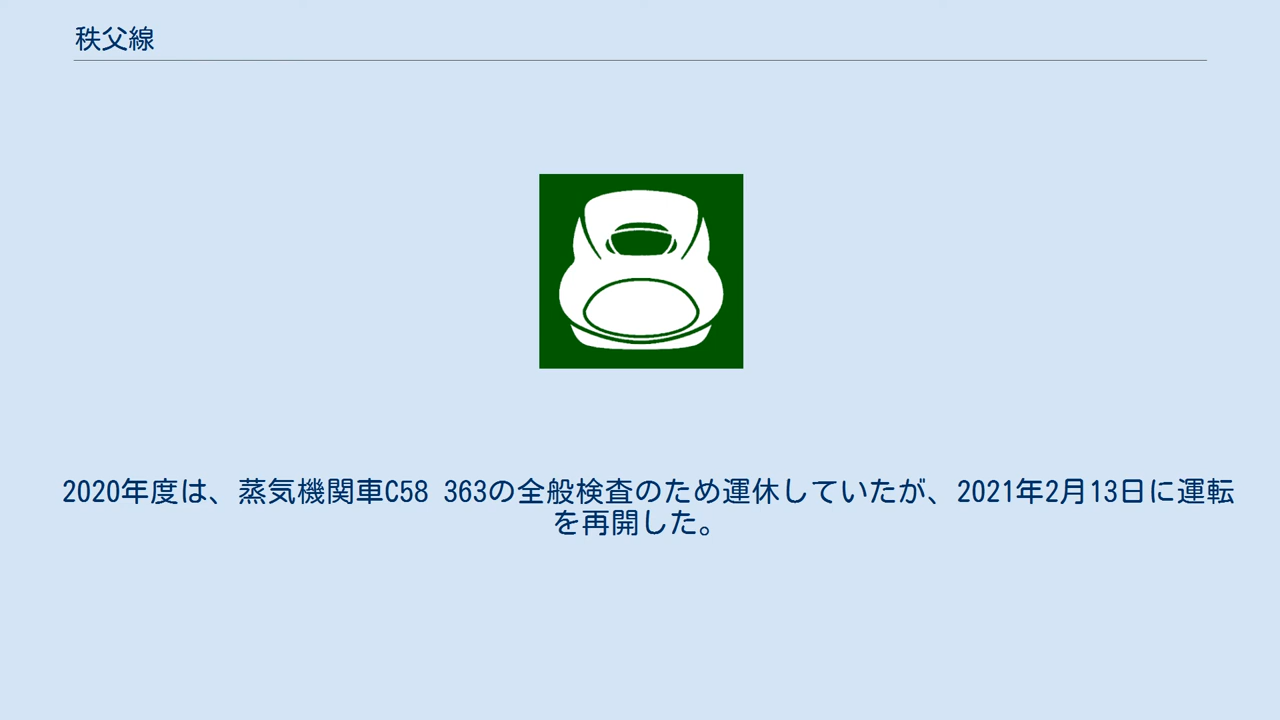 秩父線
2020年度は、蒸気機関車C58 363の全般検査のため運休していたが、2021年2月13日に運転
を再開した。